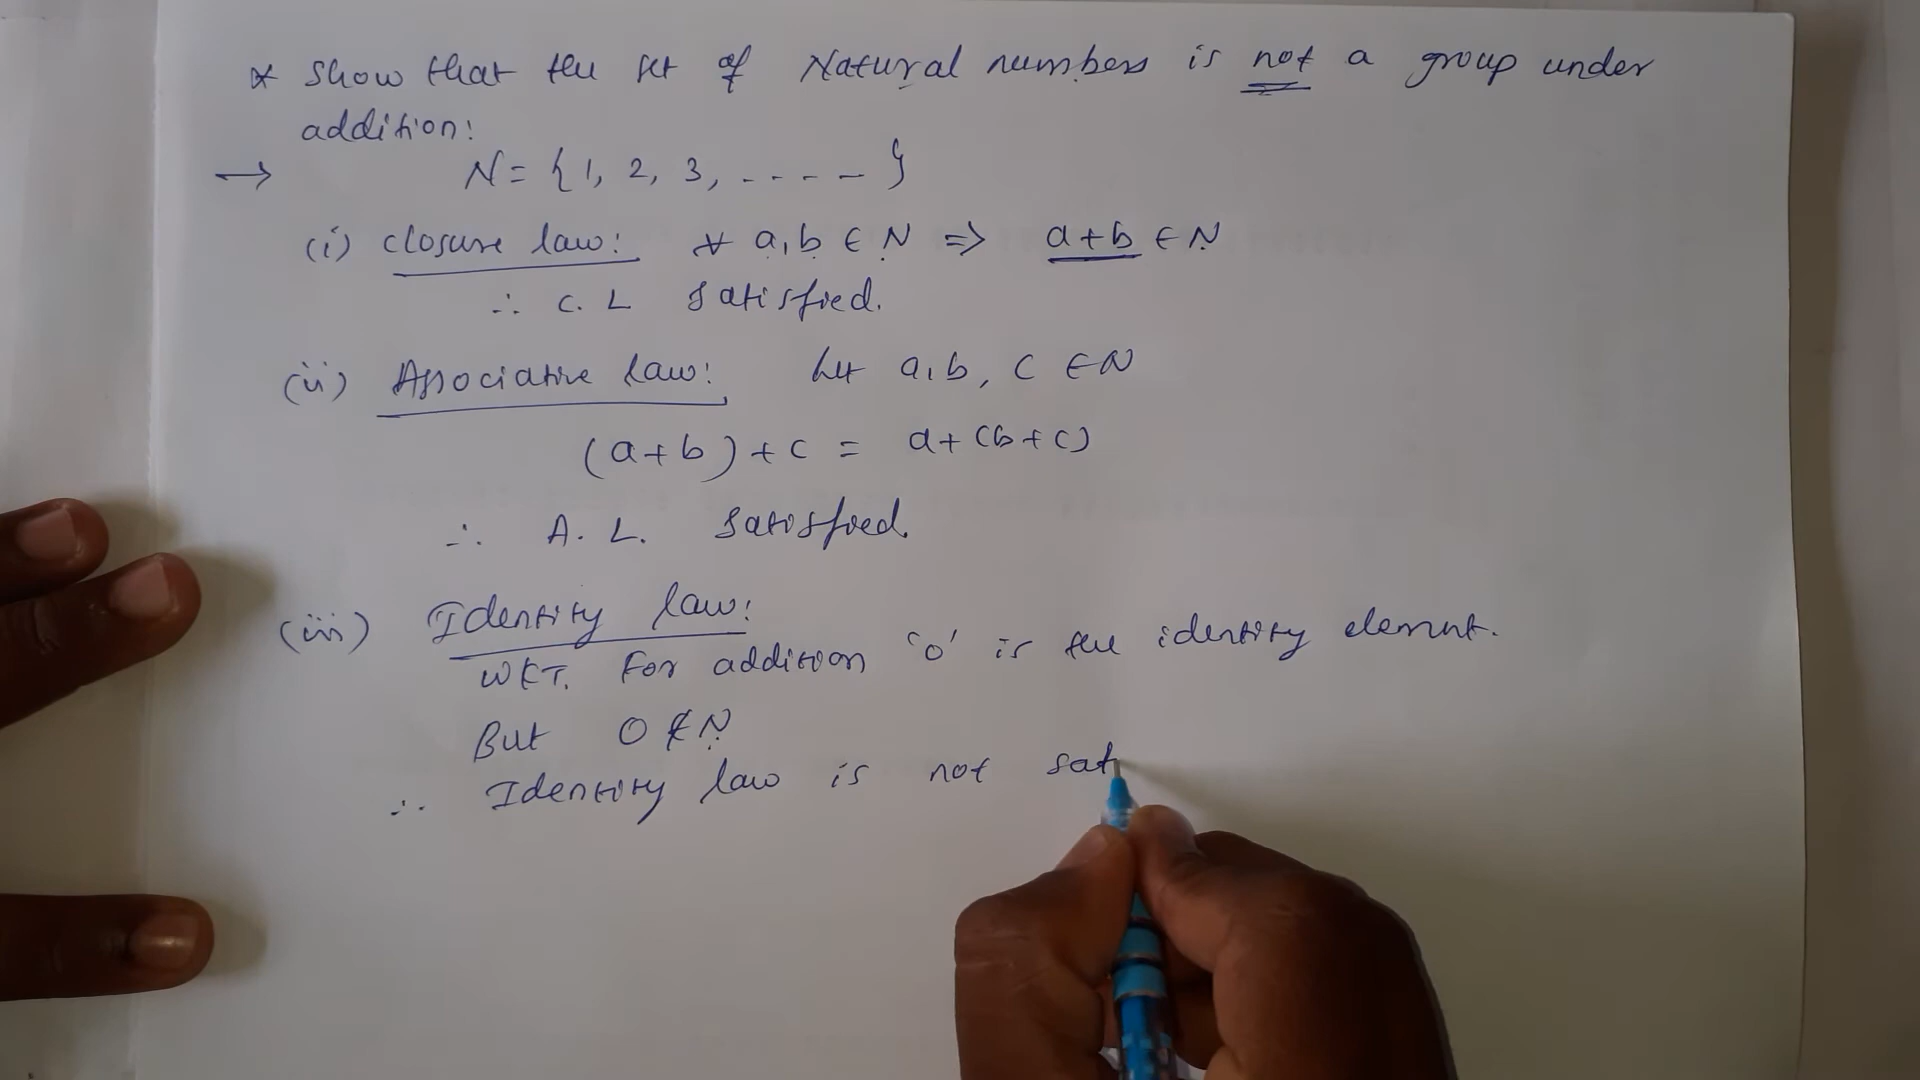 * Show that the set of Natural numbers is not a group under
addition:
→ N = {1, 2, 3, ----- }
(i) closure law: ∀ a, b ∈ N ⇒ a+b ∈ N
∴ C. L satisfied.
(ii) Associative law: Let a, b, c ∈ N
(a+b)+c = a+(b+c)
∴ A. L. satisfied.
(iii) Identity law:
WKT. For addition 'o' is the identity element.
But 0 ∉ N
∴ Identity law is not sat